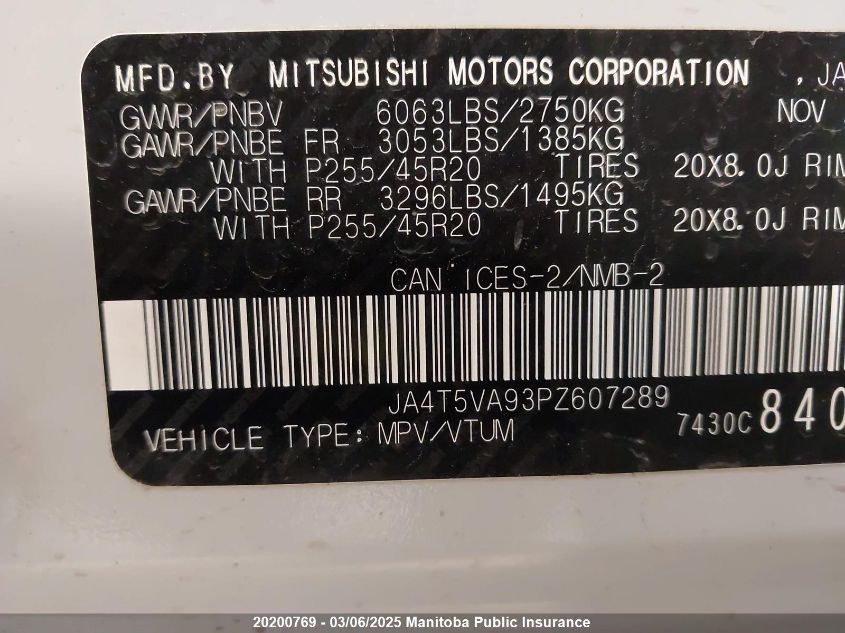 MFD.BY MITSUBISHI MOTORS CORPORATION , JA
GVWR/PNBV 6063LBS/2750KG NOV
GAWR/PNBE FR 3053LBS/1385KG
WITH P255/45R20 TIRES 20X8.0J RIM
GAWR/PNBE RR 3296LBS/1495KG
WITH P255/45R20 TIRES 20X8.0J RIM
CAN ICES-2/NMB-2
JA4T5VA93PZ607289
VEHICLE TYPE: MPV/VTUM 7430C 840
20200769 - 03/06/2025 Manitoba Public Insurance